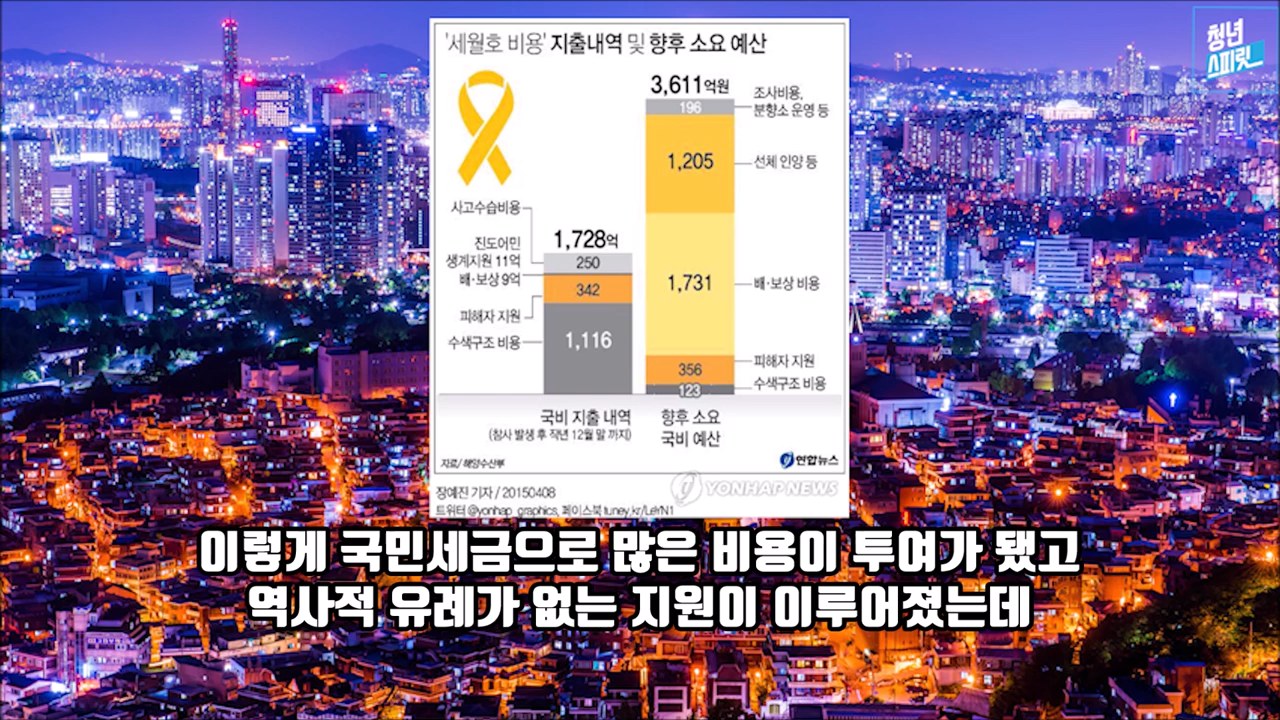 청년
스피릿
'세월호 비용' 지출내역 및 향후 소요 예산
3,611억원
196
조사비용,
분향소 운영 등
1,205
선체 인양 등
1,731
배·보상 비용
356
피해자 지원
123
수색구조 비용
사고수습비용
1,728억
진도어민
생계지원 11억
250
배·보상 9억
342
피해자 지원
수색구조 비용
1,116
국비 지출 내역
(참사 발생 후 작년 12월 말 까지)
향후 소요
국비 예산
자료/해양수산부
연합뉴스
YONHAP NEWS
장예진 기자 / 20150408
트위터 @yonhap_graphics, 페이스북 tuney.kr/LeYN1
이렇게 국민세금으로 많은 비용이 투여가 됐고
역사적 유례가 없는 지원이 이루어졌는데